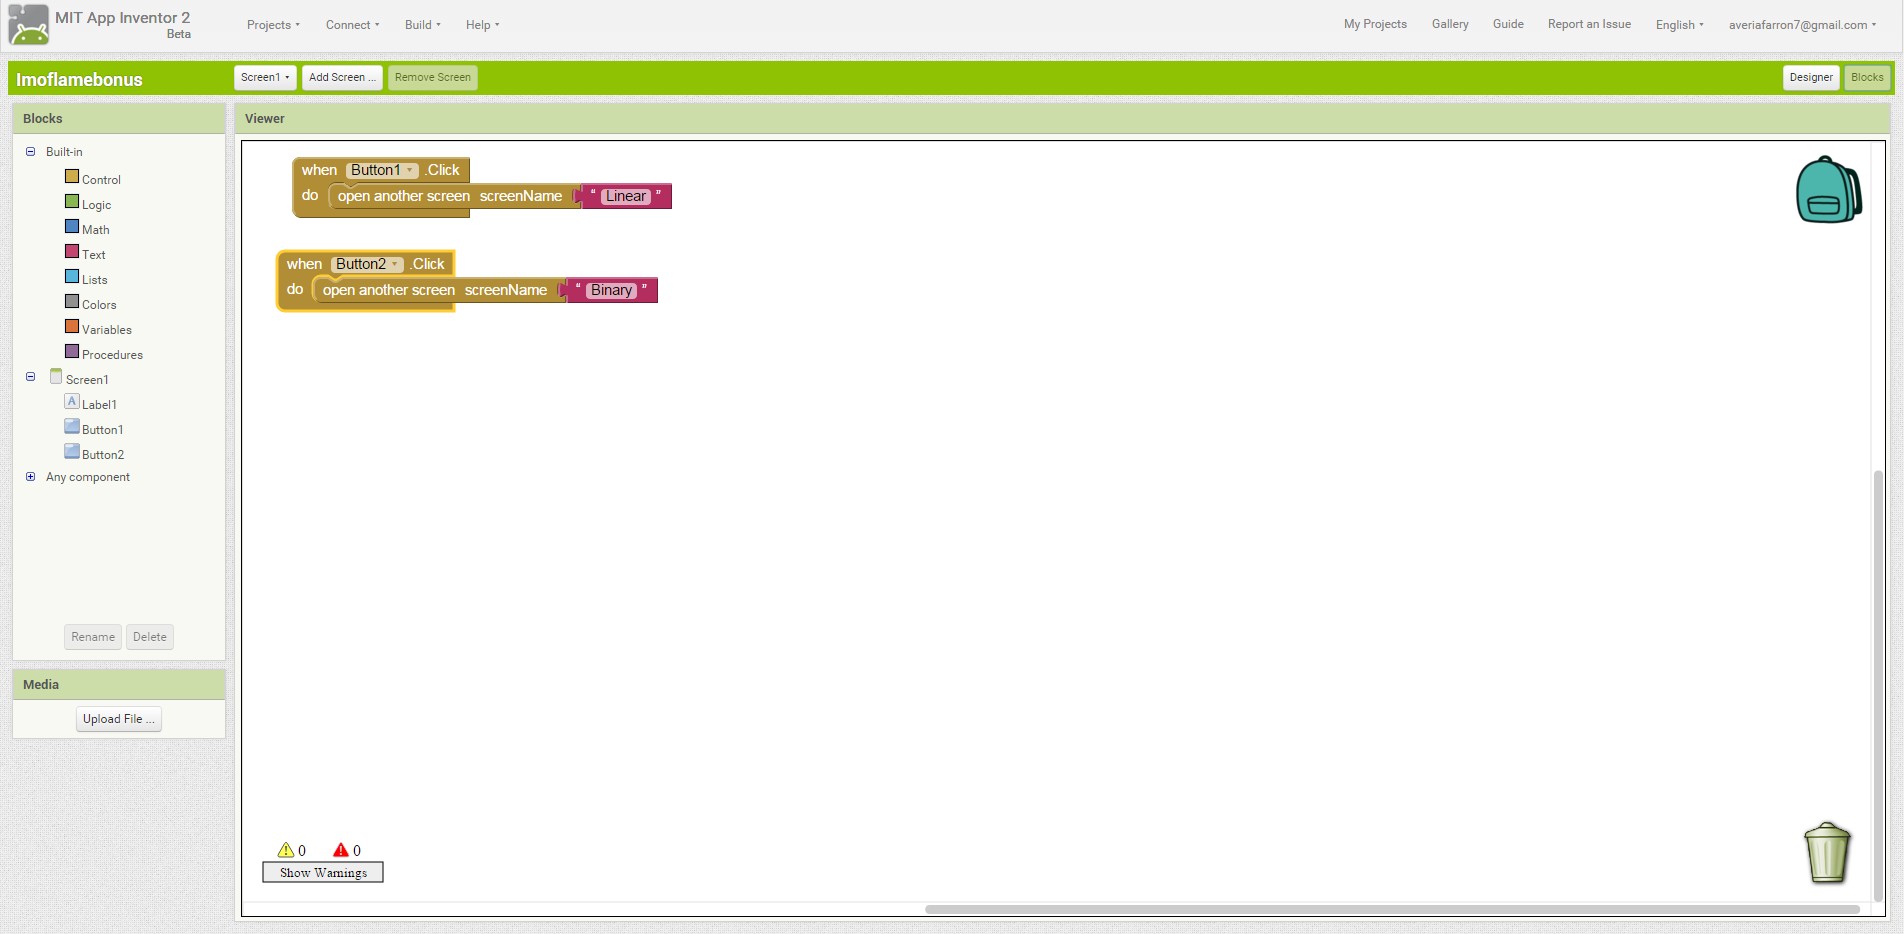 MIT App Inventor 2
Beta
Projects
Connect
Build
Help
My Projects
Gallery
Guide
Report an Issue
English
averiafarron7@gmail.com
Imoflamebonus
Screen1
Add Screen ...
Remove Screen
Designer
Blocks
Blocks
Built-in
Control
Logic
Math
Text
Lists
Colors
Variables
Procedures
Screen1
A Label1
Button1
Button2
Any component
Rename
Delete
Media
Upload File ...
Viewer
when Button1 .Click
do open another screen screenName “ Linear ”
when Button2 .Click
do open another screen screenName “ Binary ”
0
0
Show Warnings